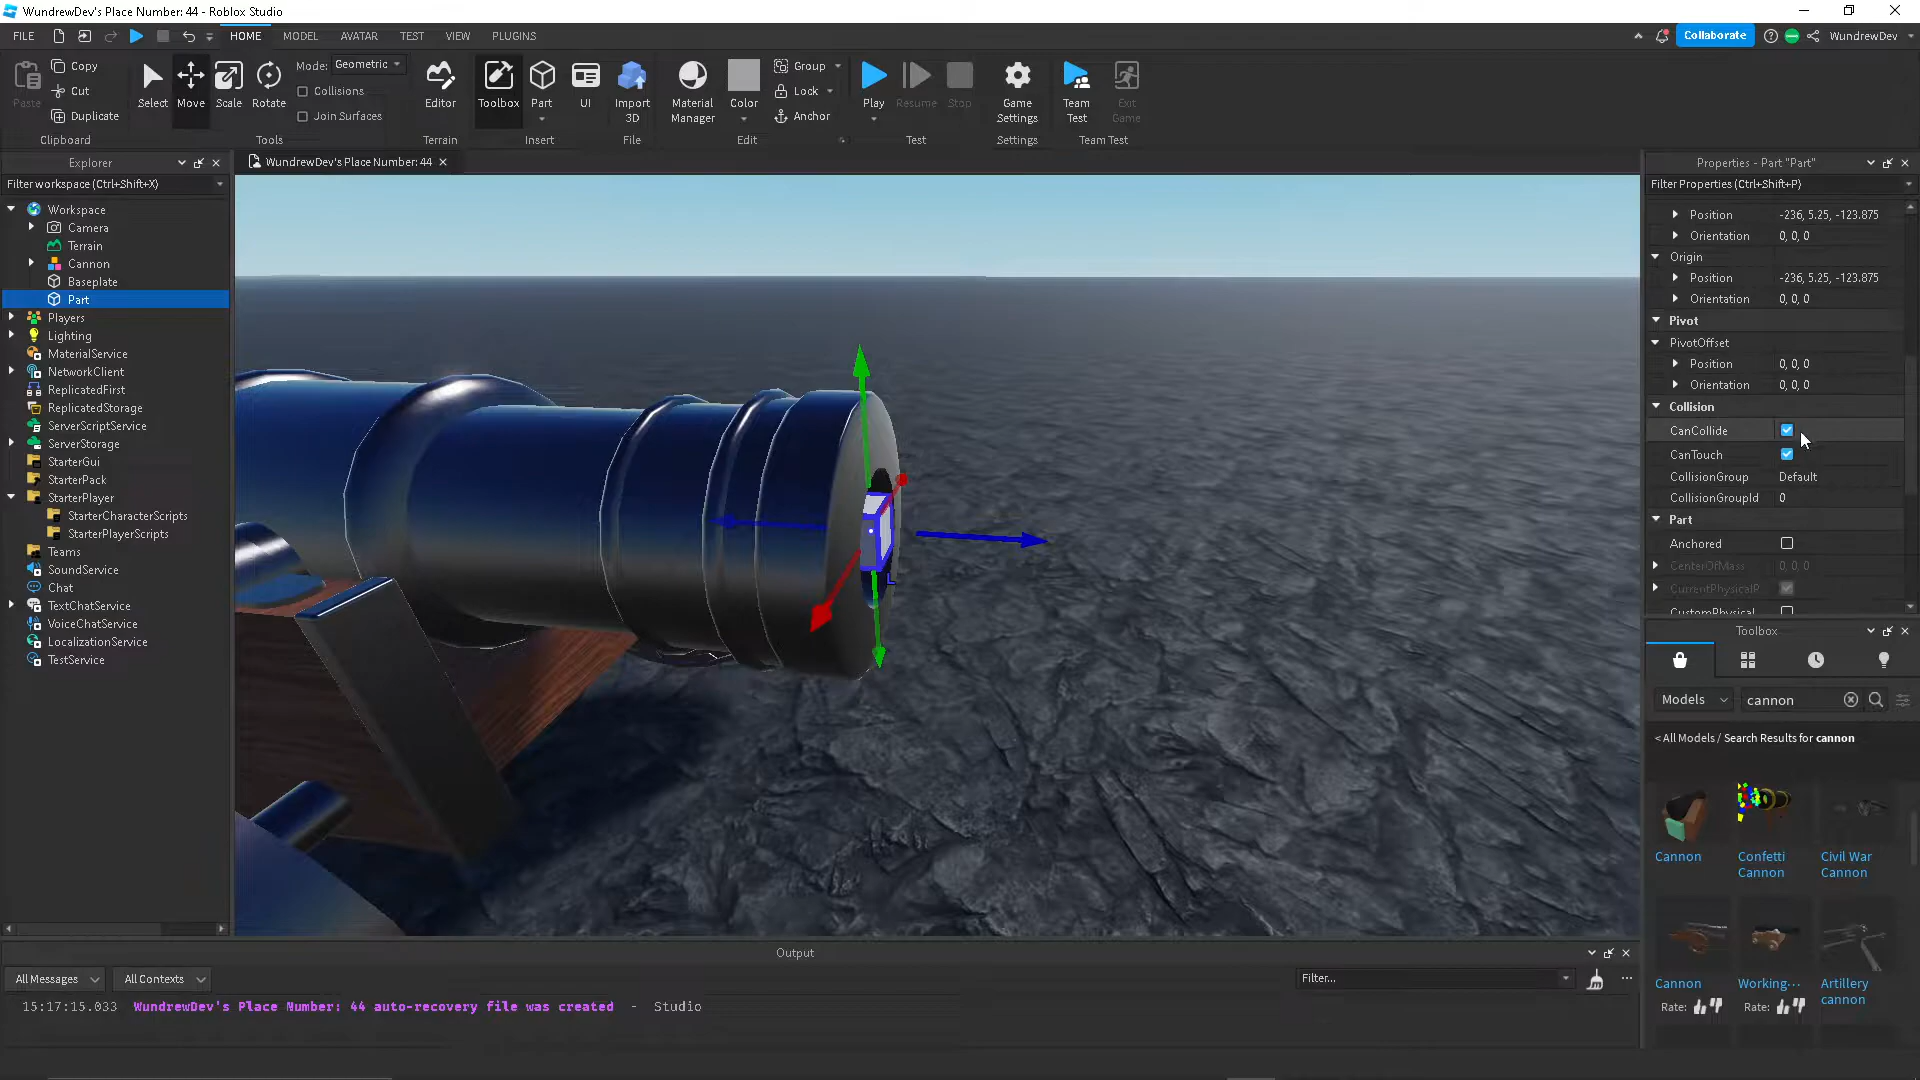 WundrewDev's Place Number: 44 - Roblox Studio
FILE HOME MODEL AVATAR TEST VIEW PLUGINS Collaborate WundrewDev
Paste Copy Cut Duplicate Select Move Scale Rotate Mode: Geometric Collisions Join Surfaces Editor Toolbox Part UI Import 3D Material Manager Color Group Lock Anchor Play Resume Stop Game Settings Team Test Exit Game
Clipboard Tools Terrain Insert File Edit Test Settings Team Test
Explorer
Filter workspace (Ctrl+Shift+X)
Workspace
Camera
Terrain
Cannon
Baseplate
Part
Players
Lighting
MaterialService
NetworkClient
ReplicatedFirst
ReplicatedStorage
ServerScriptService
ServerStorage
StarterGui
StarterPack
StarterPlayer
StarterCharacterScripts
StarterPlayerScripts
Teams
SoundService
Chat
TextChatService
VoiceChatService
LocalizationService
TestService
WundrewDev's Place Number: 44
L
Properties - Part "Part"
Filter Properties (Ctrl+Shift+P)
Position -236, 5.25, -123.875
Orientation 0, 0, 0
Origin
Position -236, 5.25, -123.875
Orientation 0, 0, 0
Pivot
PivotOffset
Position 0, 0, 0
Orientation 0, 0, 0
Collision
CanCollide
CanTouch
CollisionGroup Default
CollisionGroupId 0
Part
Anchored
CenterOfMass 0, 0, 0
CurrentPhysicalP
CustomPhysical
Toolbox
Models cannon
< All Models / Search Results for cannon
Cannon
Confetti Cannon
Civil War Cannon
Cannon
Working...
Artillery cannon
Rate: Rate:
Output
All Messages All Contexts Filter...
15:17:15.033 WundrewDev's Place Number: 44 auto-recovery file was created - Studio